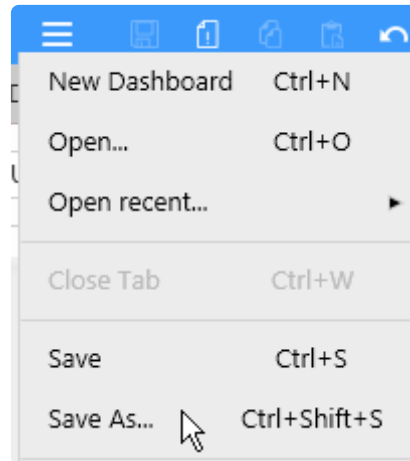 New Dashboard Ctrl+N
Open... Ctrl+O
Open recent...
Close Tab Ctrl+W
Save Ctrl+S
Save As... Ctrl+Shift+S